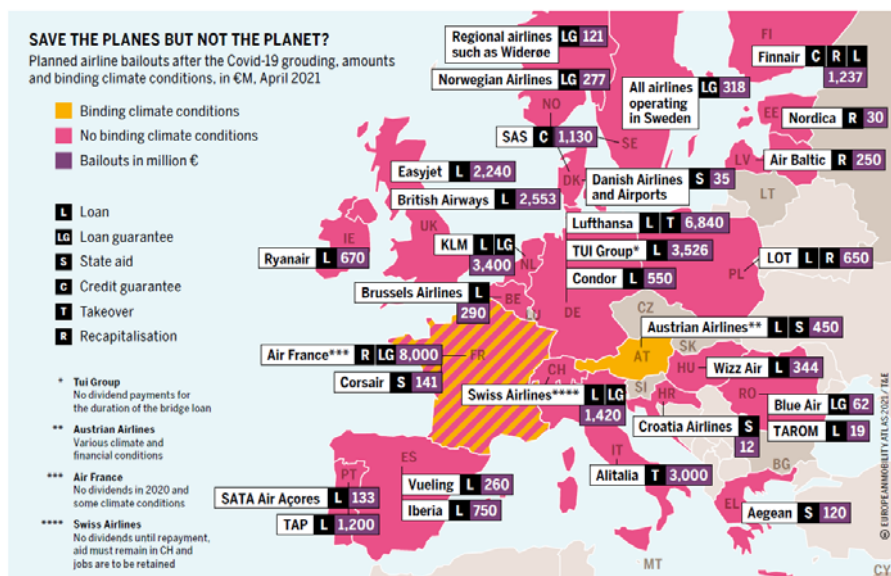 SAVE THE PLANES BUT NOT THE PLANET?
Planned airline bailouts after the Covid-19 grouding, amounts
and binding climate conditions, in €M, April 2021
Binding climate conditions
No binding climate conditions
Bailouts in million €
L Loan
LG Loan guarantee
S State aid
C Credit guarantee
T Takeover
R Recapitalisation
* Tui Group
No dividend payments for
the duration of the bridge loan
** Austrian Airlines
Various climate and
financial conditions
*** Air France
No dividends in 2020 and
some climate conditions
**** Swiss Airlines
No dividends until repayment,
aid must remain in CH and
jobs are to be retained
Regional airlines
such as Widerøe LG 121
Norwegian Airlines LG 277
NO
SAS C 1,130
All airlines
operating
in Sweden LG 318
SE
FI
Finnair C R L
1,237
EE
Nordica R 30
LV
Air Baltic R 250
LT
DK
Danish Airlines
and Airports S 35
Easyjet L 2,240
British Airways L 2,553
UK
IE
Ryanair L 670
KLM L LG
3,400
NL
Lufthansa L T 6,840
TUI Group* L 3,526
Condor L 550
DE
PL
LOT L R 650
Brussels Airlines L
290
BE
LU
CZ
Austrian Airlines** L S 450
AT
SK
Air France*** R LG 8,000
FR
Corsair S 141
CH
Swiss Airlines**** L LG
1,420
HU
Wizz Air L 344
SI
HR
Croatia Airlines S
12
RO
Blue Air LG 62
TAROM L 19
BG
IT
Alitalia T 3,000
ES
Vueling L 260
Iberia L 750
PT
SATA Air Açores L 133
TAP L 1,200
EL
Aegean S 120
MT
CY
© EUROPEAN MOBILITY ATLAS 2021 / T&E